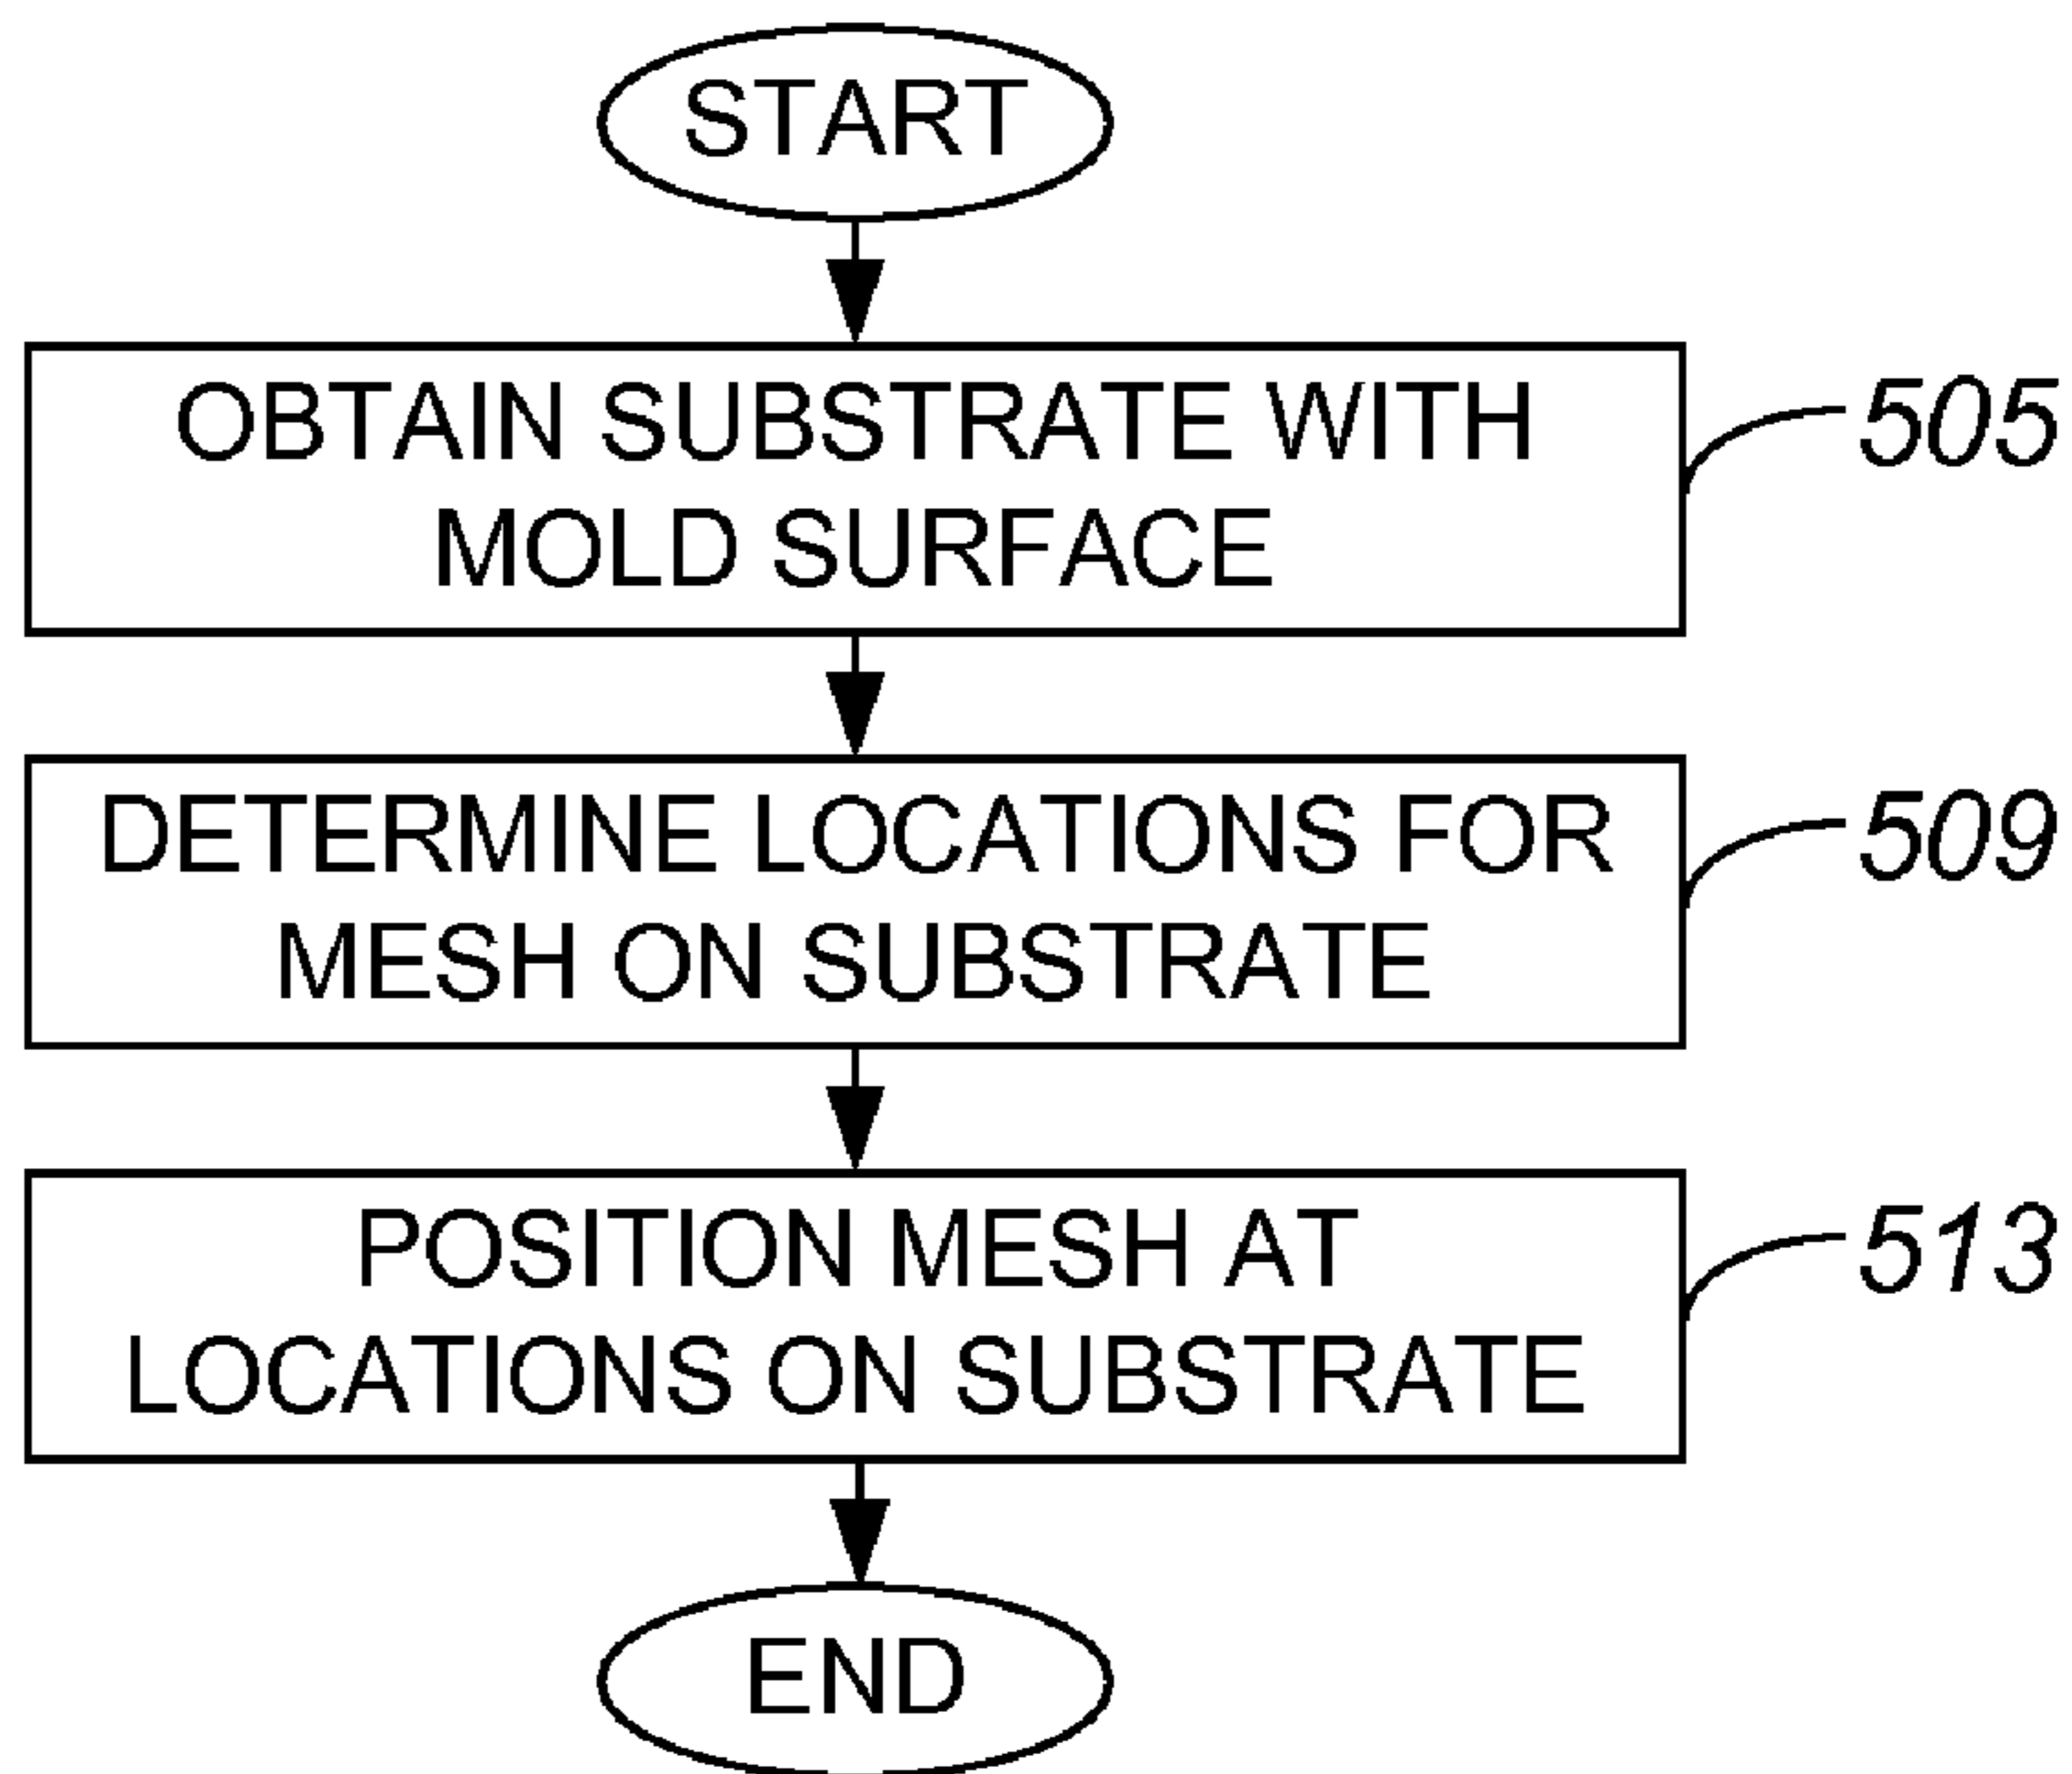 START
OBTAIN SUBSTRATE WITH
MOLD SURFACE
505
DETERMINE LOCATIONS FOR
MESH ON SUBSTRATE
509
POSITION MESH AT
LOCATIONS ON SUBSTRATE
513
END